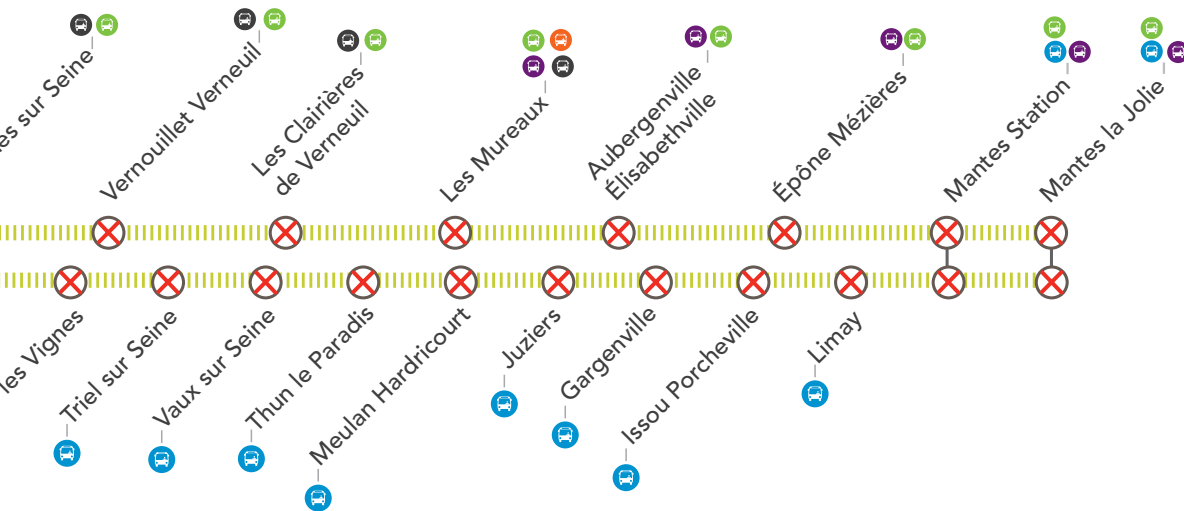 sur Seine
Vernouillet Verneuil
Les Clairières
de Verneuil
Les Mureaux
Aubergenville
Élisabethville
Épône Mézières
Mantes Station
Mantes la Jolie
les Vignes
Triel sur Seine
Vaux sur Seine
Thun le Paradis
Meulan Hardricourt
Juziers
Gargenville
Issou Porcheville
Limay